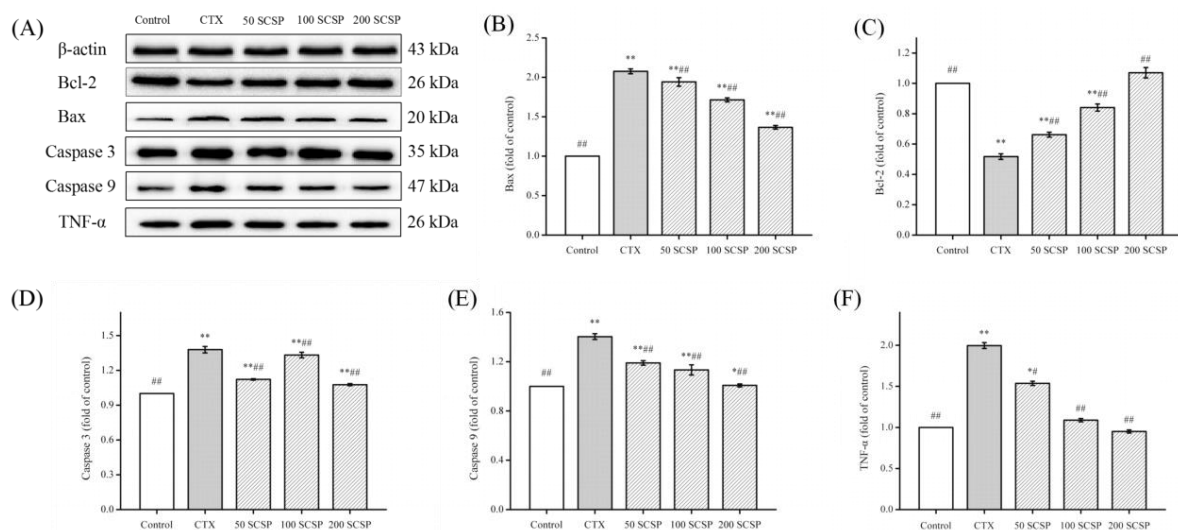 (A)
Control CTX 50 SCSP 100 SCSP 200 SCSP
β-actin 43 kDa
Bcl-2 26 kDa
Bax 20 kDa
Caspase 3 35 kDa
Caspase 9 47 kDa
TNF-α 26 kDa
(B)
Bax (fold of control)
2.5
2.0
1.5
1.0
0.5
0.0
## ** **## **## **##
Control CTX 50 SCSP 100 SCSP 200 SCSP
(C)
Bcl-2 (fold of control)
1.2
1.0
0.8
0.6
0.4
0.2
0.0
## ** **## **## ##
Control CTX 50 SCSP 100 SCSP 200 SCSP
(D)
Caspase 3 (fold of control)
1.5
1.2
0.9
0.6
0.3
0.0
## ** **## **## **##
Control CTX 50 SCSP 100 SCSP 200 SCSP
(E)
Caspase 9 (fold of control)
1.6
1.4
1.2
1.0
0.8
0.6
0.0
## ** **## **## *##
Control CTX 50 SCSP 100 SCSP 200 SCSP
(F)
TNF-α (fold of control)
2.0
1.5
1.0
0.5
0.0
## ** *# ## ##
Control CTX 50 SCSP 100 SCSP 200 SCSP